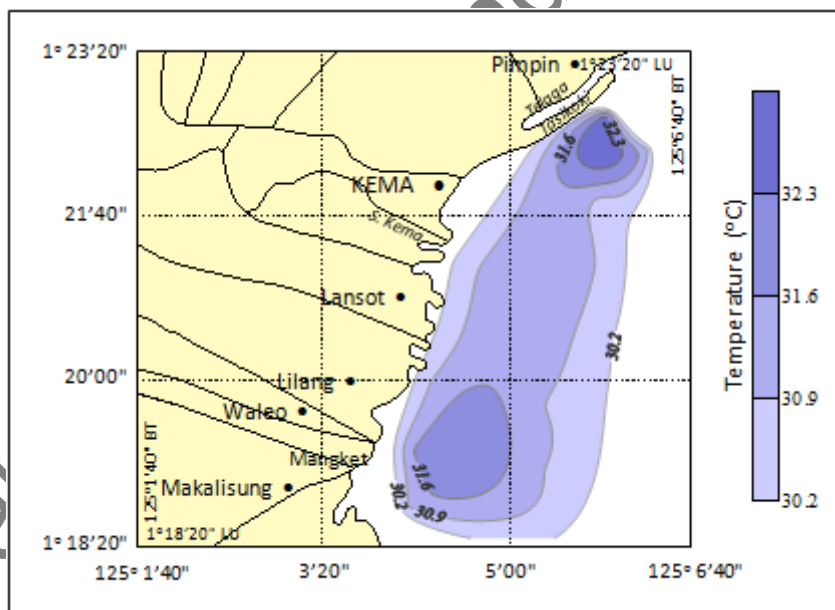 1° 23'20"
Pimpin
1°23'20" LU
Telaga
Tasikoki
125°6'40" BT
32.3
31.6
KEMA
21'40"
S. Kema
32.3
Lansot
31.6
Temperature (°C)
30.2
20'00"
Lilang
30.9
Waleo
Mangket
125°1'40" BT
31.6
Makalisung
30.2
30.9
30.2
1°18'20" LU
1° 18'20"
125° 1'40"
3'20"
5'00"
125° 6'40"